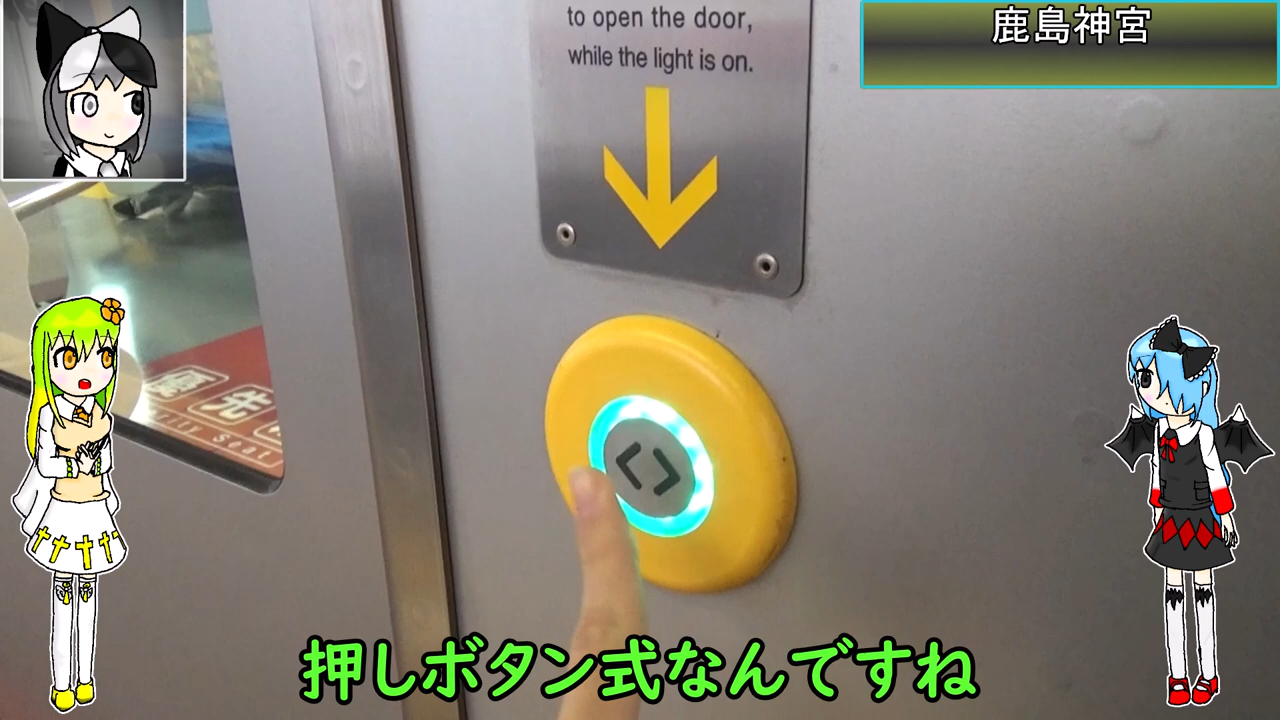 to open the door,
while the light is on.
鹿島神宮
押しボタン式なんですね